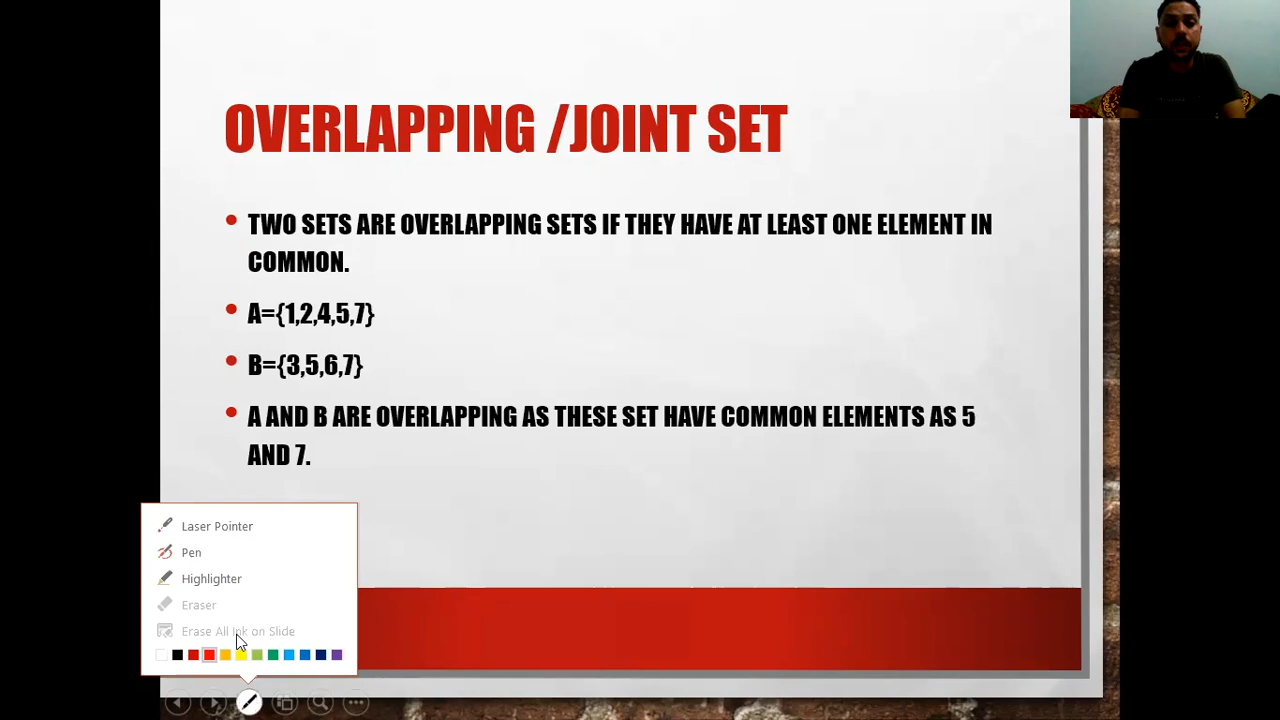 OVERLAPPING /JOINT SET
TWO SETS ARE OVERLAPPING SETS IF THEY HAVE AT LEAST ONE ELEMENT IN
COMMON.
A={1,2,4,5,7}
B={3,5,6,7}
A AND B ARE OVERLAPPING AS THESE SET HAVE COMMON ELEMENTS AS 5
AND 7.
Laser Pointer
Pen
Highlighter
Eraser
Erase All Ink on Slide